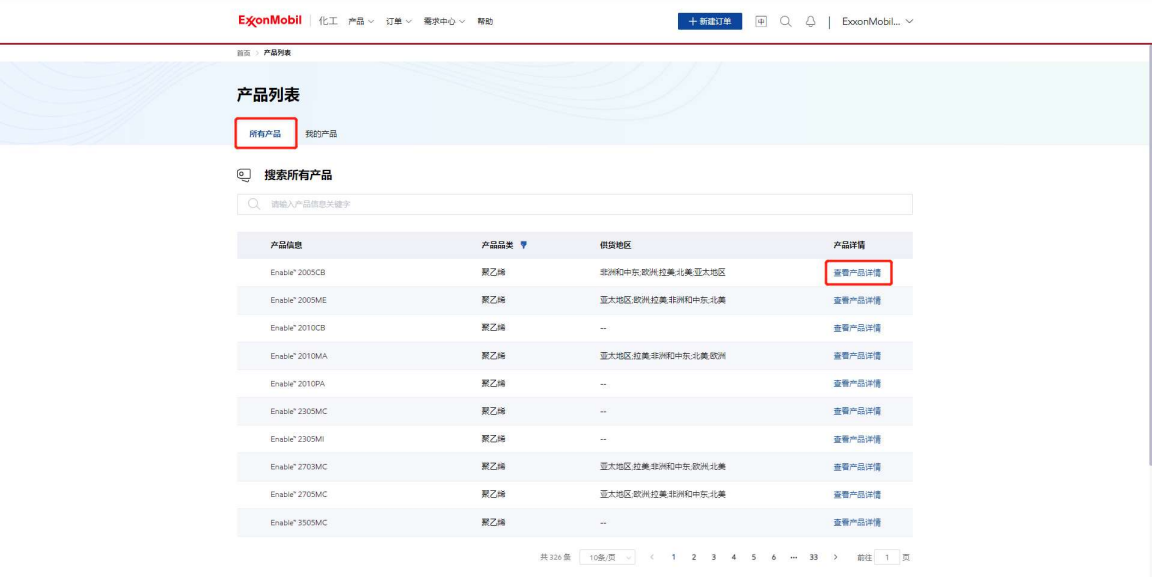 ExxonMobil 化工 产品 订单 需求中心 帮助 + 新建订单 中 ExxonMobil...
首页 > 产品列表
产品列表
所有产品 我的产品
搜索所有产品
请输入产品信息关键字
产品信息 产品品类 供货地区 产品详情
Enable™ 2005CB 聚乙烯 非洲和中东;欧洲;拉美;北美;亚太地区 查看产品详情
Enable™ 2005ME 聚乙烯 亚太地区;欧洲;拉美;非洲和中东;北美 查看产品详情
Enable™ 2010CB 聚乙烯 -- 查看产品详情
Enable™ 2010MA 聚乙烯 亚太地区;拉美;非洲和中东;北美;欧洲 查看产品详情
Enable™ 2010PA 聚乙烯 -- 查看产品详情
Enable™ 2305MC 聚乙烯 -- 查看产品详情
Enable™ 2305MI 聚乙烯 -- 查看产品详情
Enable™ 2703MC 聚乙烯 亚太地区;拉美;非洲和中东;欧洲;北美 查看产品详情
Enable™ 2705MC 聚乙烯 亚太地区;欧洲;拉美;非洲和中东;北美 查看产品详情
Enable™ 3505MC 聚乙烯 -- 查看产品详情
共 326 条 10条/页 < 1 2 3 4 5 6 ... 33 > 前往 1 页